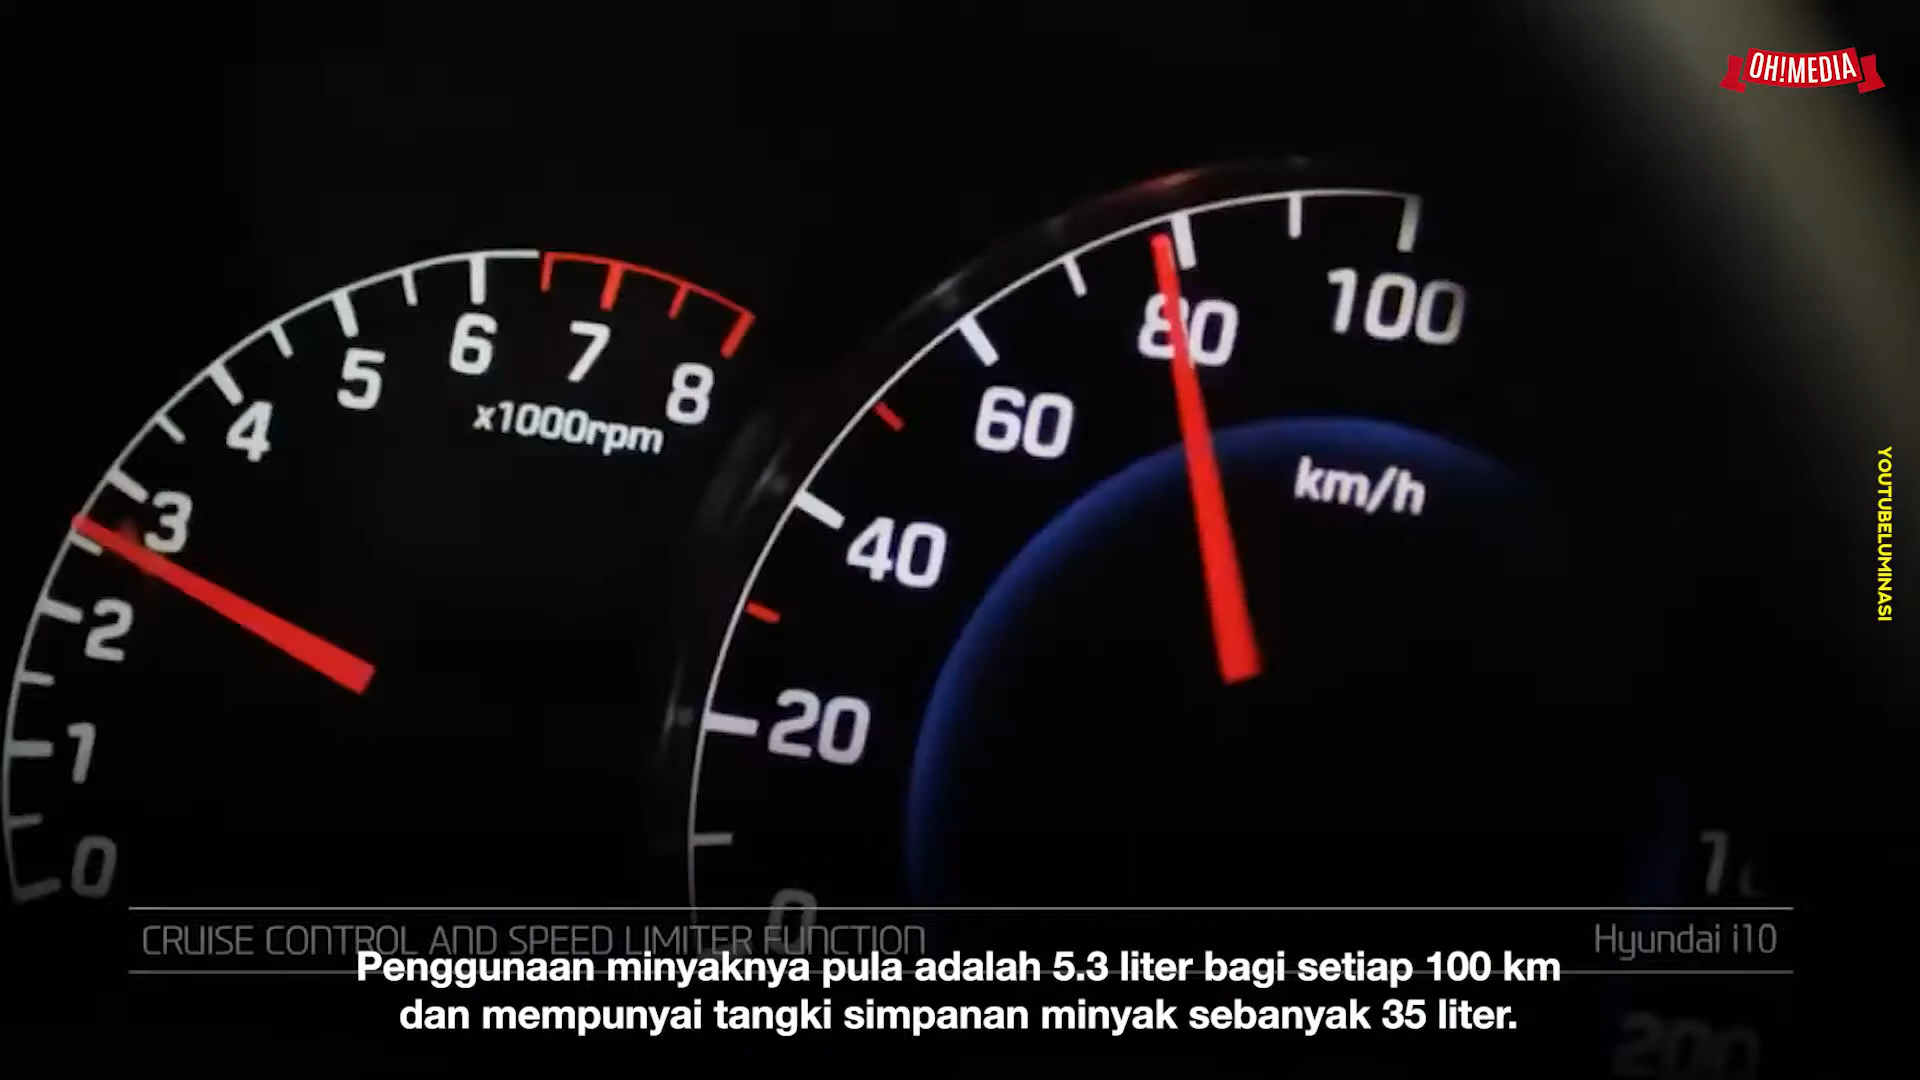 OH!MEDIA
100
80
60
km/h
40
20
0
6
7
5
8
x1000rpm
4
3
2
1
0
YOUTUBELUMINASI
CRUISE CONTROL AND SPEED LIMITER FUNCTION
Hyundai i10
Penggunaan minyaknya pula adalah 5.3 liter bagi setiap 100 km
dan mempunyai tangki simpanan minyak sebanyak 35 liter.
200